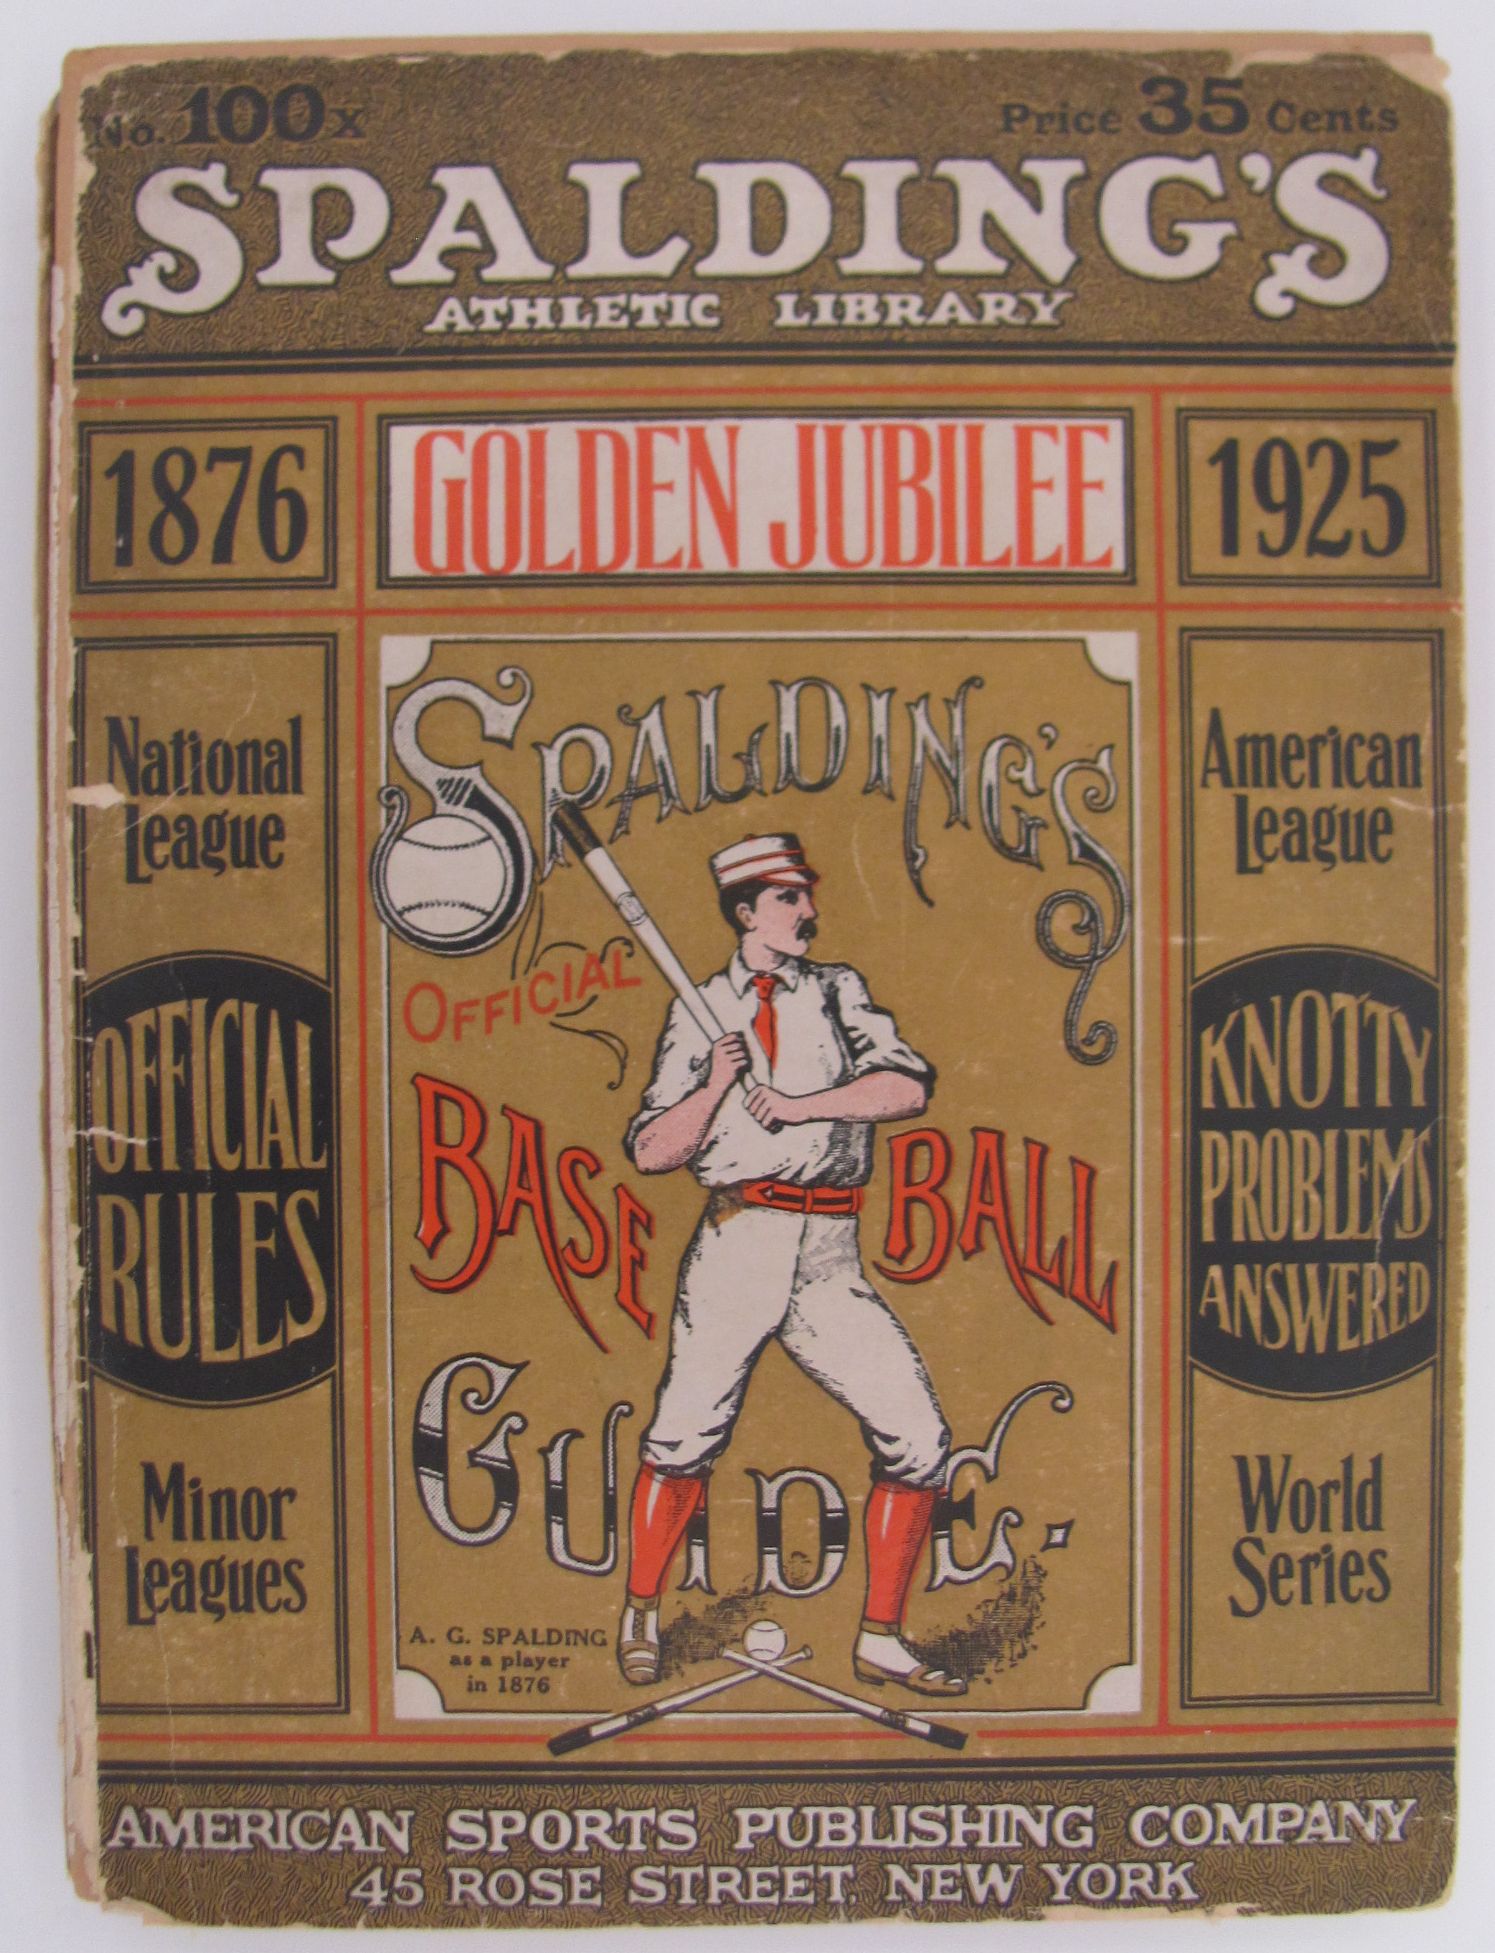 No. 100x
Price 35 Cents
SPALDING'S
ATHLETIC LIBRARY
1876
GOLDEN JUBILEE
1925
National
League
OFFICIAL
RULES
Minor
Leagues
SPALDING'S
OFFICIAL
BASE BALL
GUIDE.
A. G. SPALDING
as a player
in 1876
American
League
KNOTTY
PROBLEMS
ANSWERED
World
Series
AMERICAN SPORTS PUBLISHING COMPANY
45 ROSE STREET, NEW YORK